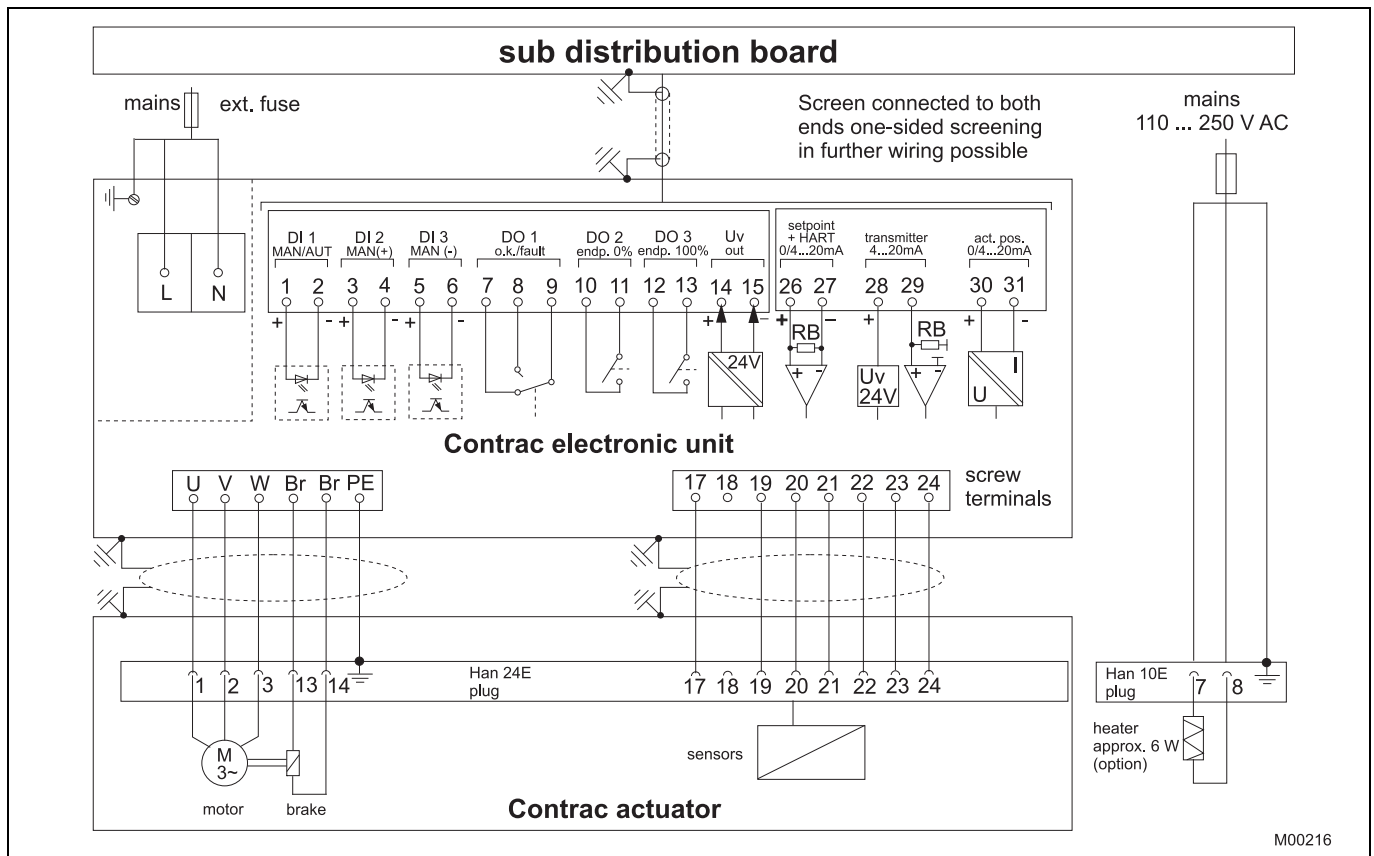 sub distribution board
mains
ext. fuse
Screen connected to both
ends one-sided screening
in further wiring possible
mains
110 ... 250 V AC
L N
DI 1 DI 2 DI 3 DO 1 DO 2 DO 3 Uv
MAN/AUT MAN(+) MAN (-) o.k./fault endp. 0% endp. 100% out
setpoint
+ HART
0/4...20mA
transmitter
4...20mA
act. pos.
0/4...20mA
1 2 3 4 5 6 7 8 9 10 11 12 13 14 15 26 27 28 29 30 31
+ - + - + - + - + - + + -
RB RB
24V
+ -
Uv
24V
+ -
I
U
Contrac electronic unit
U V W Br Br PE
17 18 19 20 21 22 23 24
screw
terminals
1 2 3 13 14
Han 24E
plug
17 18 19 20 21 22 23 24
Han 10E
plug
7 8
M
3~
motor
brake
sensors
heater
approx. 6 W
(option)
Contrac actuator
M00216